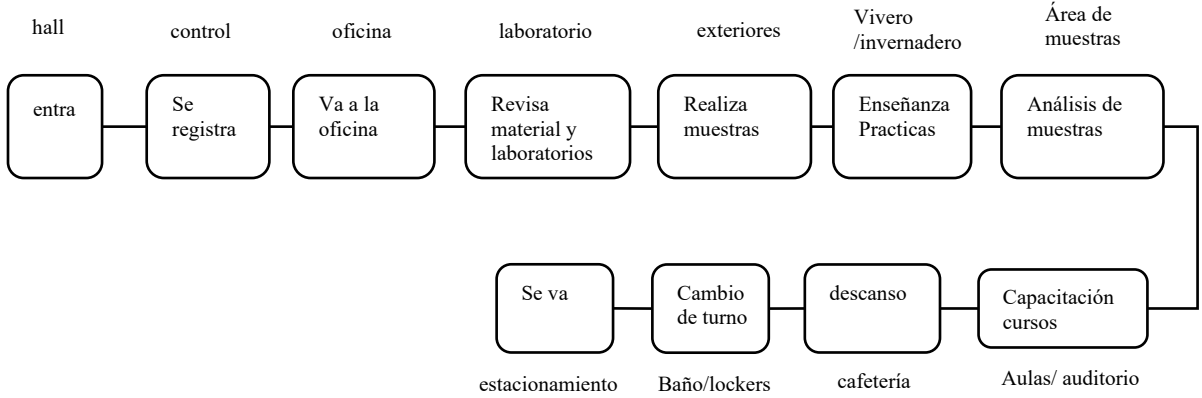 hall
control
oficina
laboratorio
exteriores
Vivero
/invernadero
Área de
muestras
entra
Se
registra
Va a la
oficina
Revisa
material y
laboratorios
Realiza
muestras
Enseñanza
Practicas
Análisis de
muestras
Se va
Cambio
de turno
descanso
Capacitación
cursos
estacionamiento
Baño/lockers
cafetería
Aulas/ auditorio